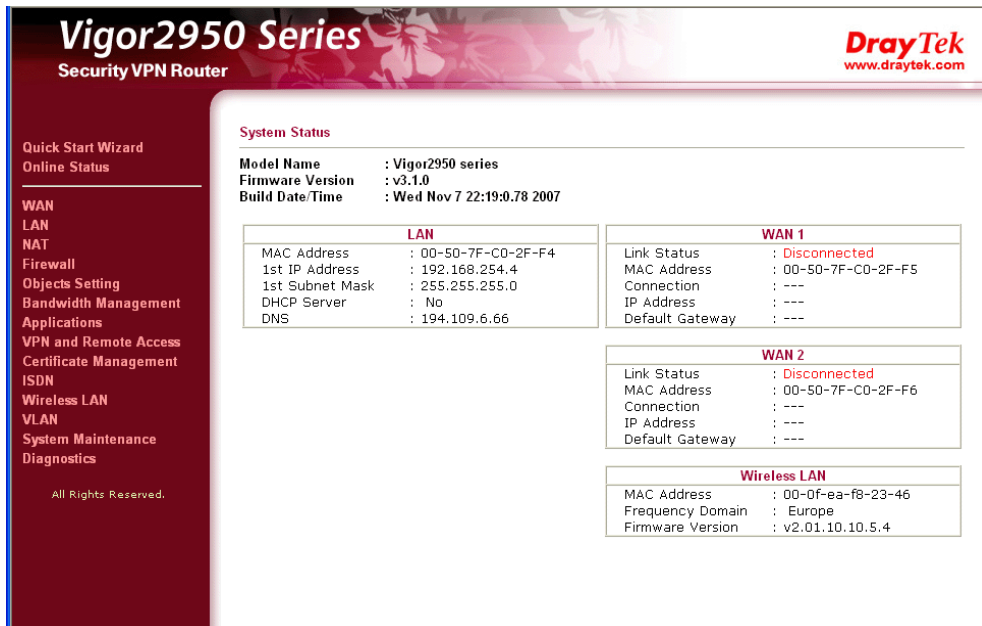 Vigor2950 Series
Security VPN Router
DrayTek
www.draytek.com
Quick Start Wizard
Online Status
WAN
LAN
NAT
Firewall
Objects Setting
Bandwidth Management
Applications
VPN and Remote Access
Certificate Management
ISDN
Wireless LAN
VLAN
System Maintenance
Diagnostics
All Rights Reserved.
System Status
Model Name : Vigor2950 series
Firmware Version : v3.1.0
Build Date/Time : Wed Nov 7 22:19:0.78 2007
LAN
MAC Address : 00-50-7F-C0-2F-F4
1st IP Address : 192.168.254.4
1st Subnet Mask : 255.255.255.0
DHCP Server : No
DNS : 194.109.6.66
WAN 1
Link Status : Disconnected
MAC Address : 00-50-7F-C0-2F-F5
Connection : ---
IP Address : ---
Default Gateway : ---
WAN 2
Link Status : Disconnected
MAC Address : 00-50-7F-C0-2F-F6
Connection : ---
IP Address : ---
Default Gateway : ---
Wireless LAN
MAC Address : 00-0f-ea-f8-23-46
Frequency Domain : Europe
Firmware Version : v2.01.10.10.5.4